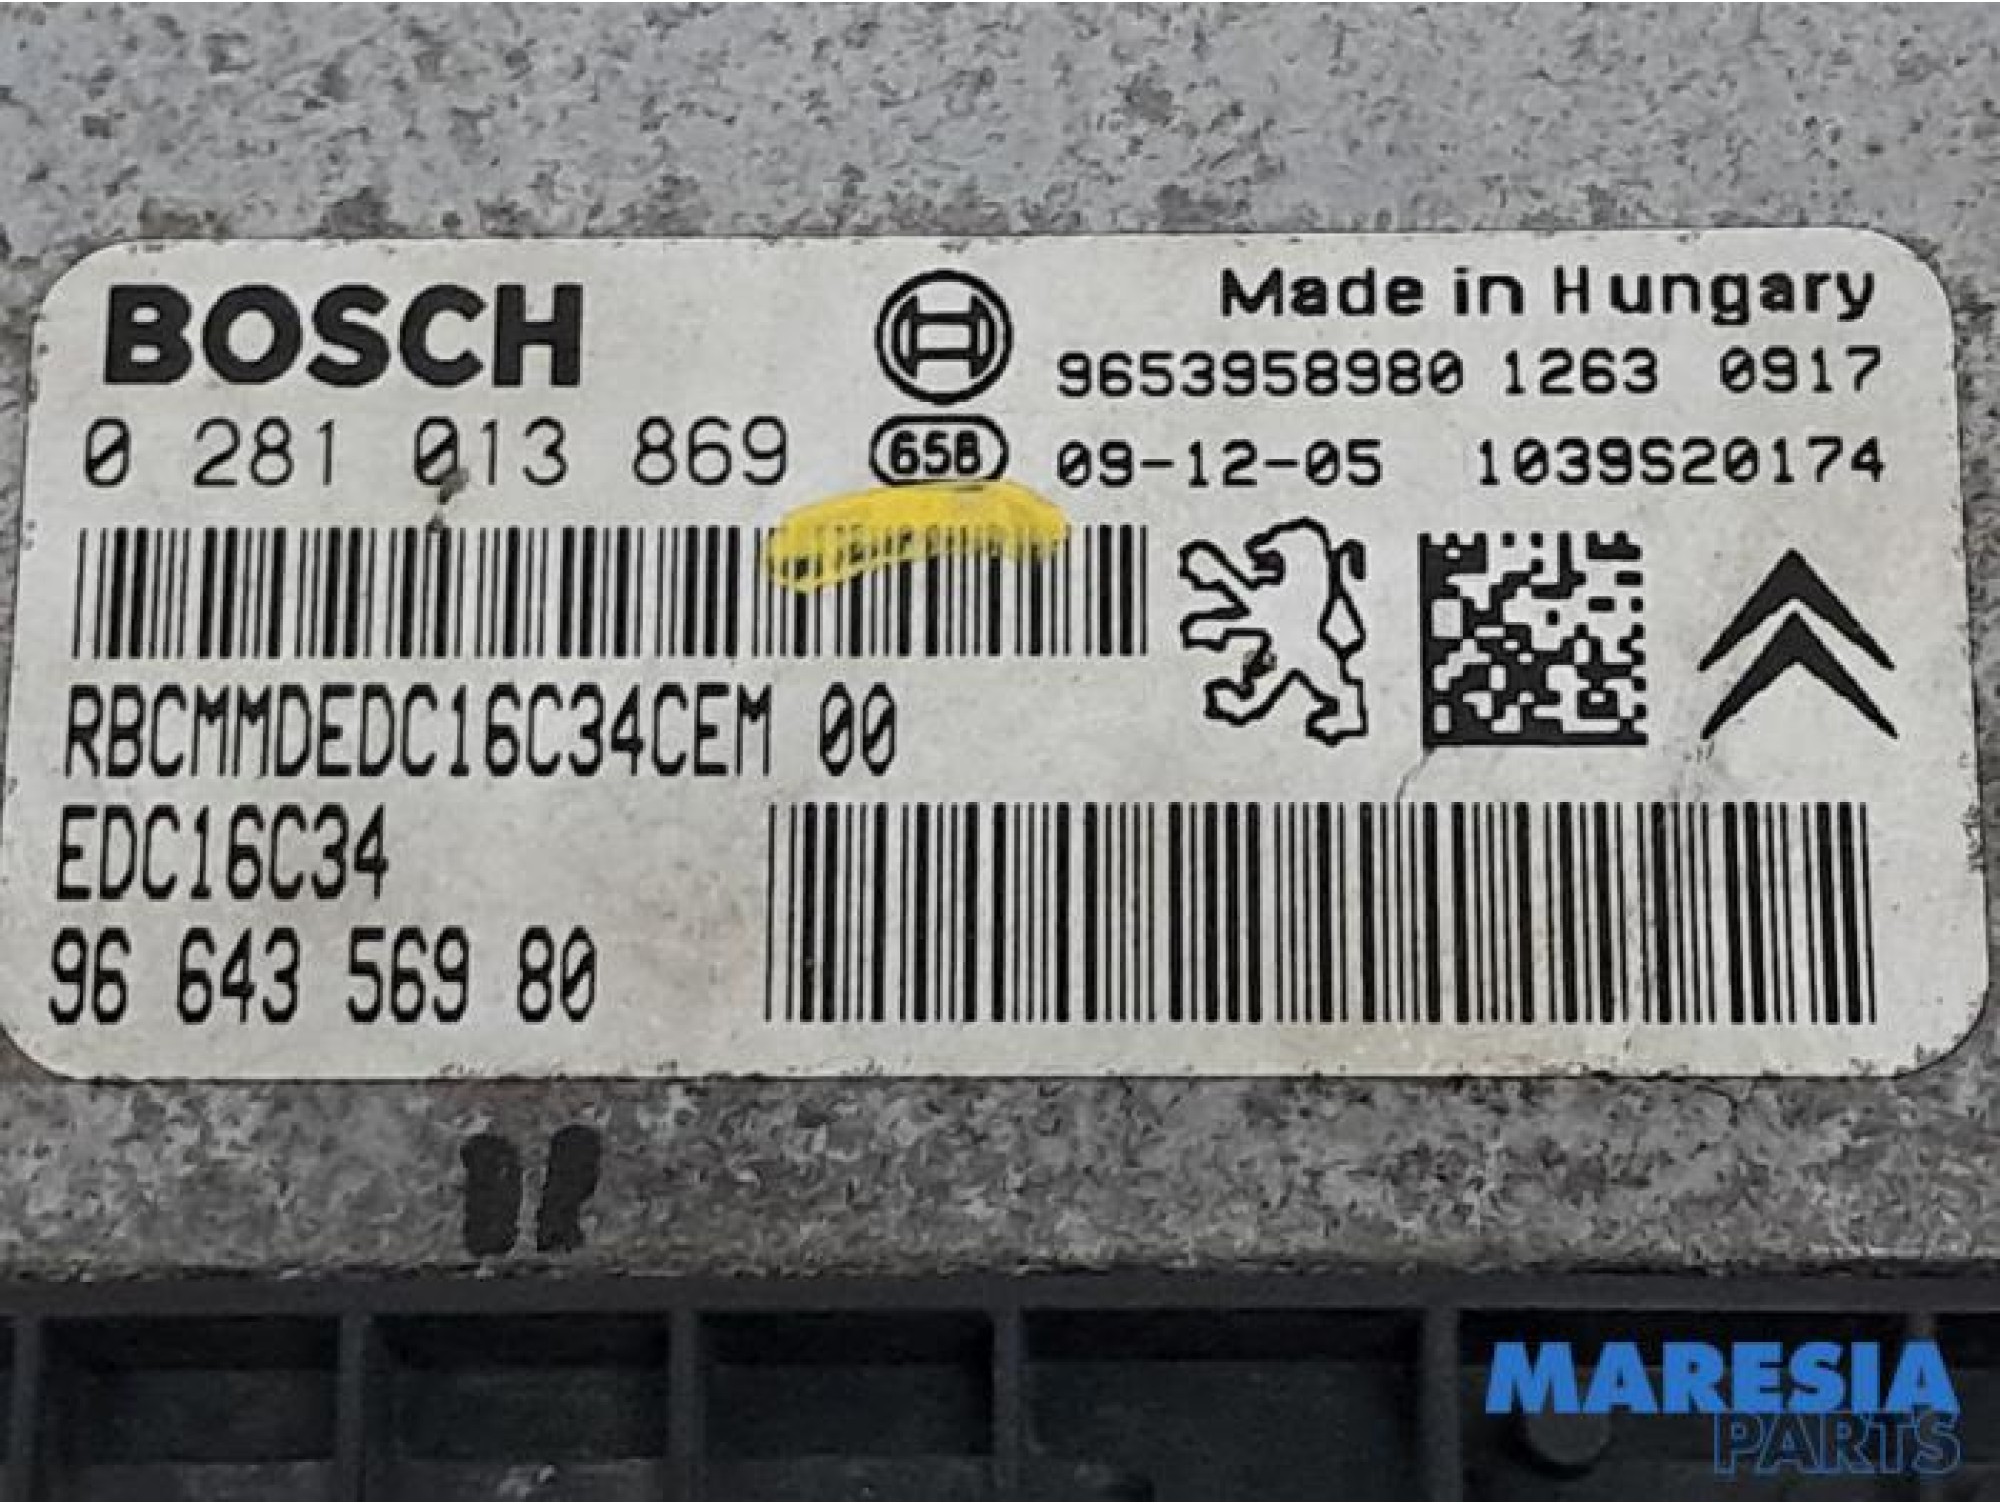 BOSCH
Made in Hungary
9653958980 1263 0917
0 281 013 869
65B
09-12-05 1039S20174
RBCMMDEDC16C34CEM 00
EDC16C34
96 643 569 80
MARESIA
PARTS